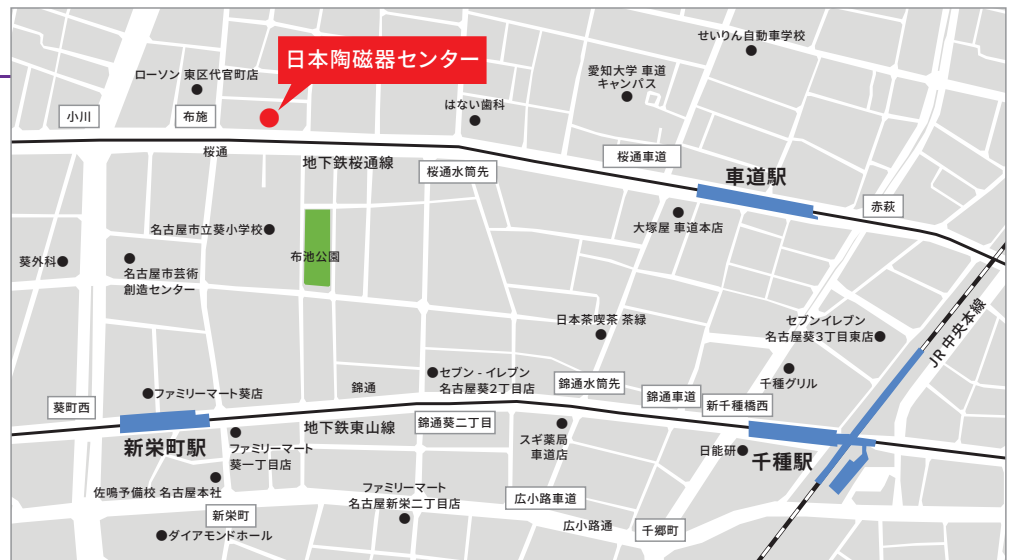 せいりん自動車学校
日本陶磁器センター
ローソン 東区代官町店
愛知大学 車道
キャンパス
はない歯科
小川
布施
桜通
地下鉄桜通線
桜通水筒先
桜通車道
車道駅
赤萩
大塚屋 車道本店
名古屋市立葵小学校
布池公園
葵外科
名古屋市芸術
創造センター
JR 中央本線
日本茶喫茶 茶緑
セブンイレブン
名古屋葵3丁目東店
セブン - イレブン
名古屋葵2丁目店
錦通水筒先
千種グリル
錦通
ファミリーマート葵店
葵町西
錦通車道
新千種橋西
新栄町駅
地下鉄東山線
錦通葵二丁目
ファミリーマート
葵一丁目店
スギ薬局
車道店
日能研
千種駅
佐鳴予備校 名古屋本社
ファミリーマート
名古屋新栄二丁目店
広小路車道
新栄町
広小路通
千郷町
ダイアモンドホール